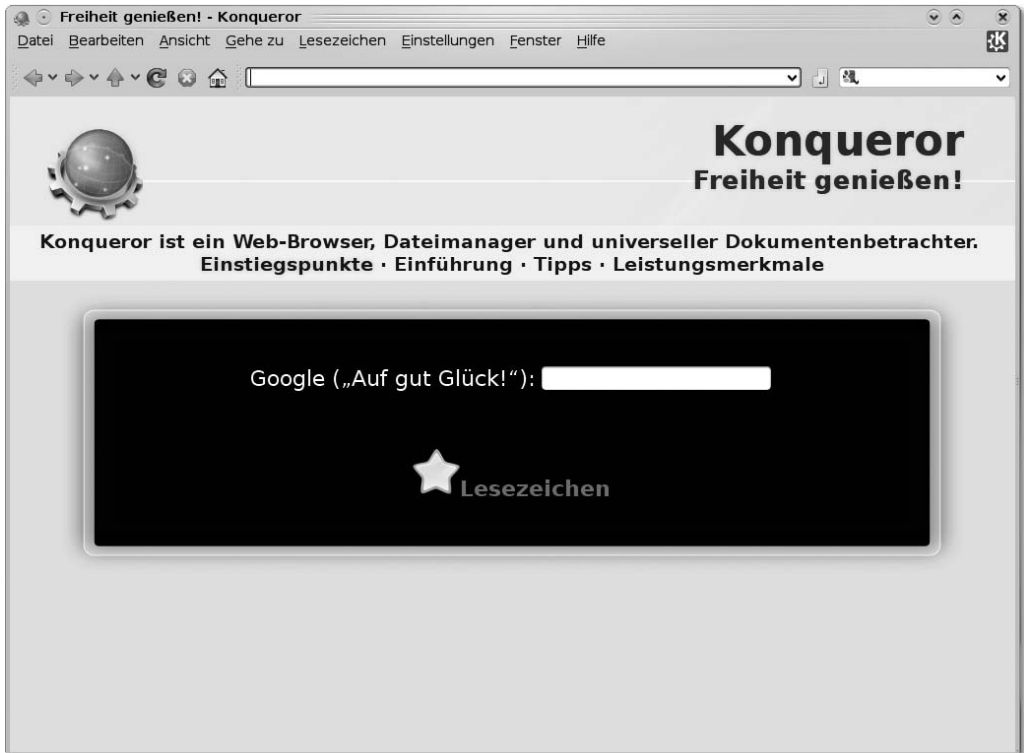 Freiheit genießen! - Konqueror
Datei Bearbeiten Ansicht Gehe zu Lesezeichen Einstellungen Fenster Hilfe
Konqueror
Freiheit genießen!
Konqueror ist ein Web-Browser, Dateimanager und universeller Dokumentenbetrachter.
Einstiegspunkte · Einführung · Tipps · Leistungsmerkmale
Google („Auf gut Glück!“):
Lesezeichen